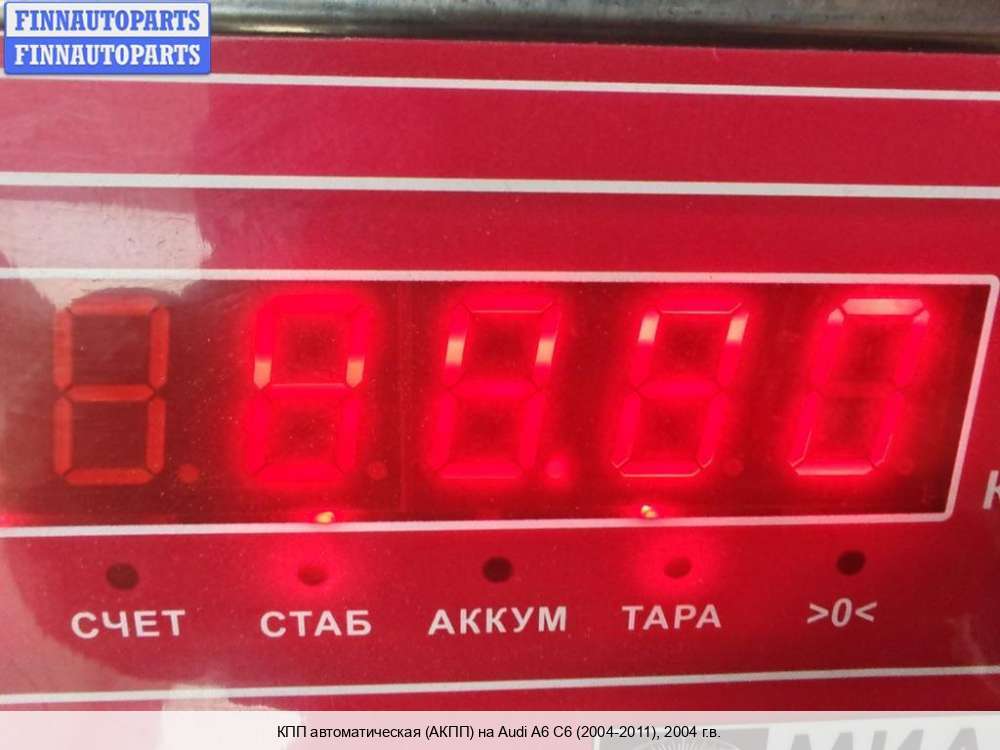 FINNAUTOPARTS
FINNAUTOPARTS
СЧЕТ СТАБ АККУМ ТАРА >0<
КПП автоматическая (АКПП) на Audi A6 C6 (2004-2011), 2004 г.в.